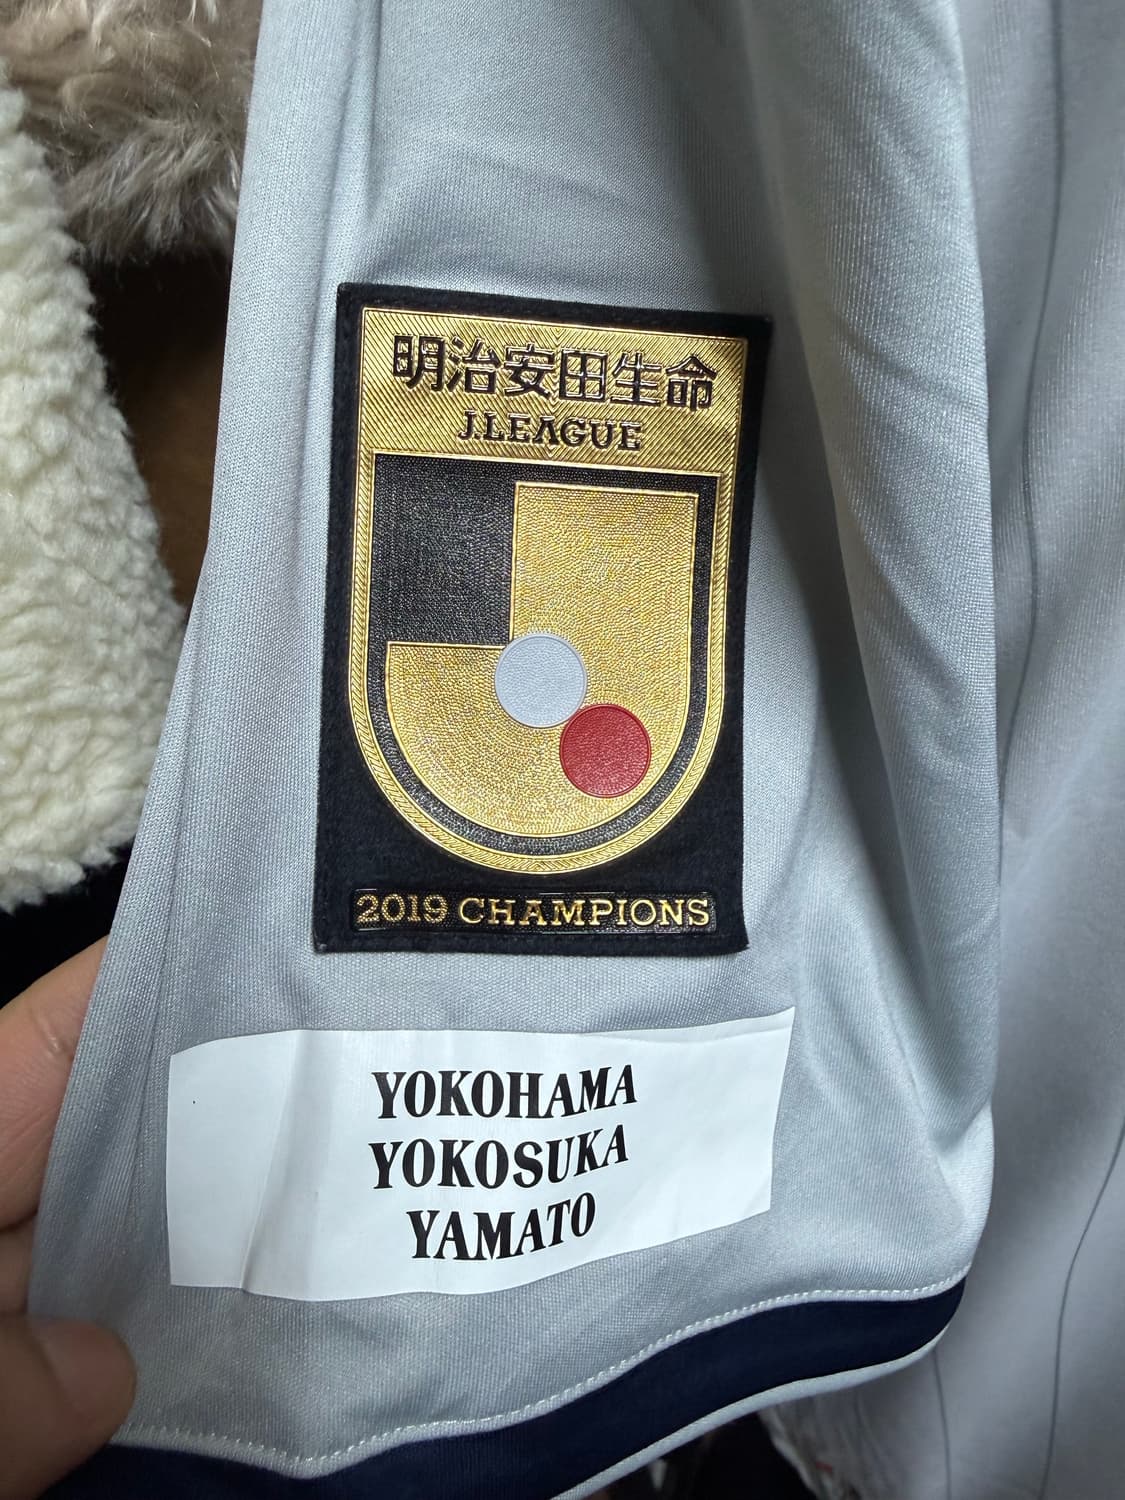 明治安田生命
J.LEAGUE
2019 CHAMPIONS
YOKOHAMA
YOKOSUKA
YAMATO